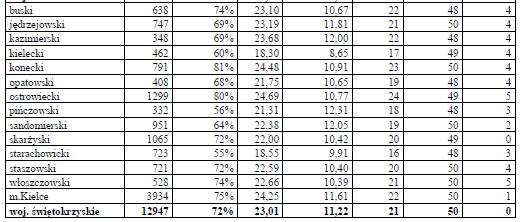 buski 638 74% 23,10 10,67 22 48 4
jędrzejowski 747 69% 23,19 11,81 21 50 4
kazimierski 348 69% 23,68 12,00 22 48 4
kielecki 462 60% 18,30 8,65 17 49 4
konecki 791 81% 24,48 10,91 23 50 4
opatowski 408 68% 21,75 10,65 19 48 4
ostrowiecki 1299 80% 24,69 10,77 24 49 5
pińczowski 332 56% 21,31 12,31 18 48 3
sandomierski 951 64% 22,38 12,05 19 50 2
skarżyski 1065 72% 22,00 10,42 20 49 0
starachowicki 723 55% 18,55 9,91 16 48 3
staszowski 721 72% 22,59 10,40 20 50 4
włoszczowski 528 74% 22,66 10,39 21 50 5
m.Kielce 3934 75% 24,25 11,61 22 50 1
woj. świętokrzyskie 12947 72% 23,01 11,22 21 50 0